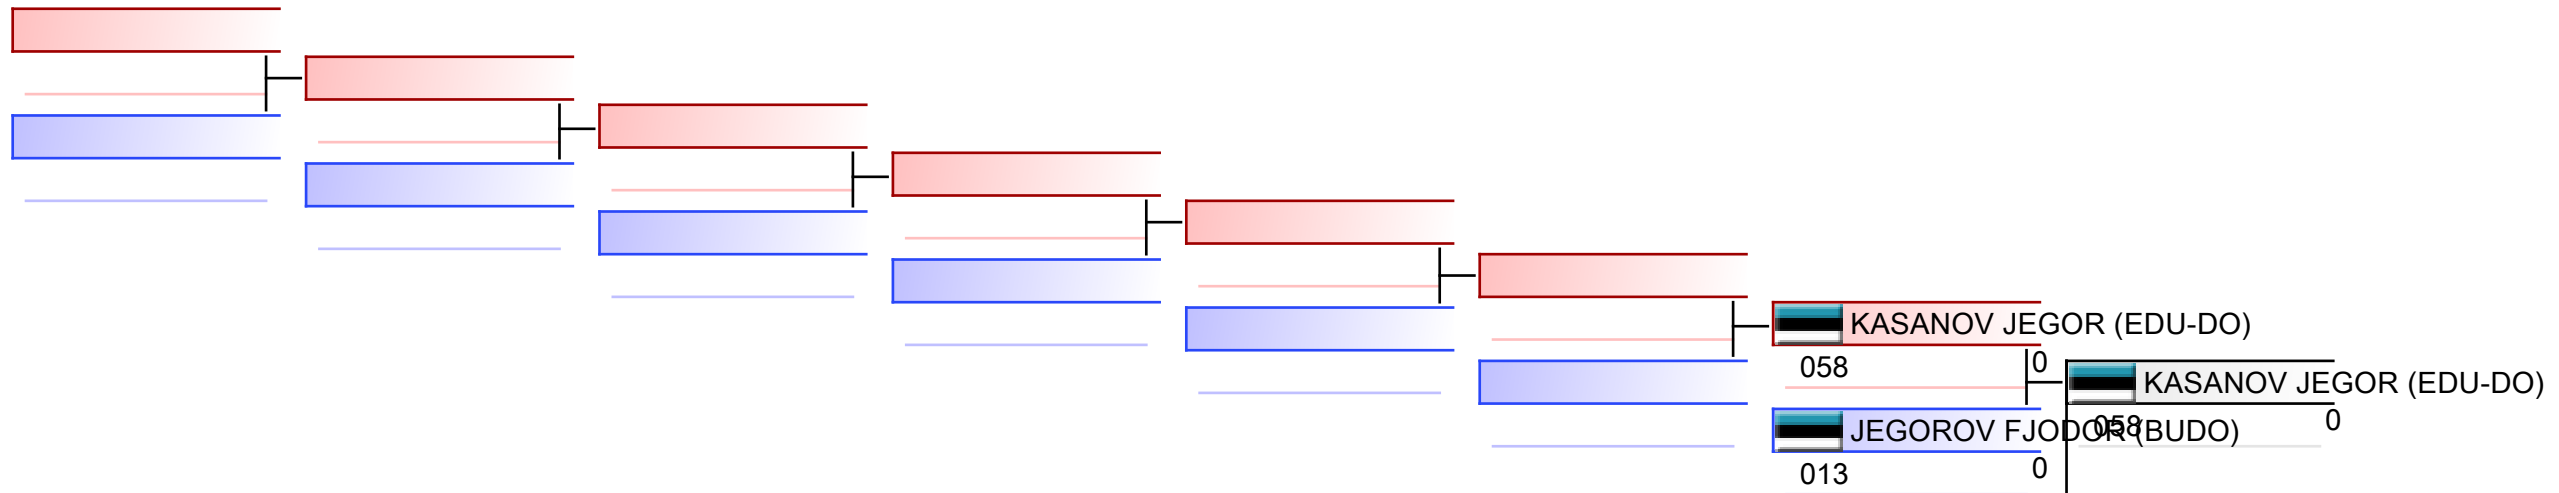 KASANOV JEGOR (EDU-DO)
058 0
KASANOV JEGOR (EDU-DO)
058 0
JEGOROV FJODOR (BUDO)
013 0